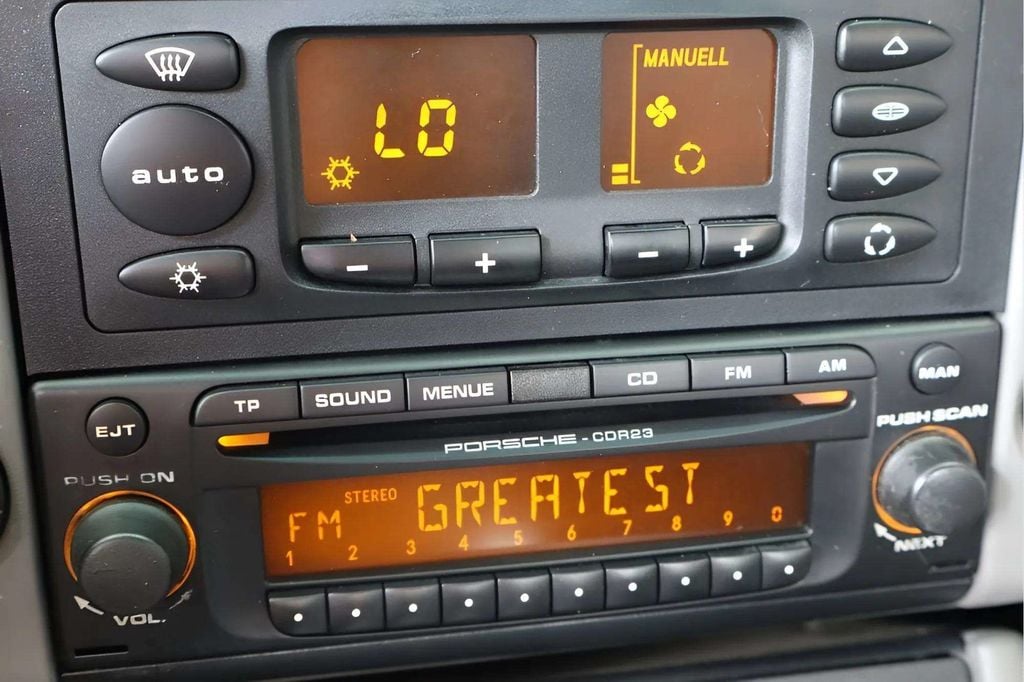 MANUELL
LO
auto
- + - +
TP SOUND MENUE CD FM AM MAN
EJT
PORSCHE - CDR23
PUSH SCAN
PUSH ON
STEREO
FM GREATEST
1 2 3 4 5 6 7 8 9 0
NEXT
VOL.